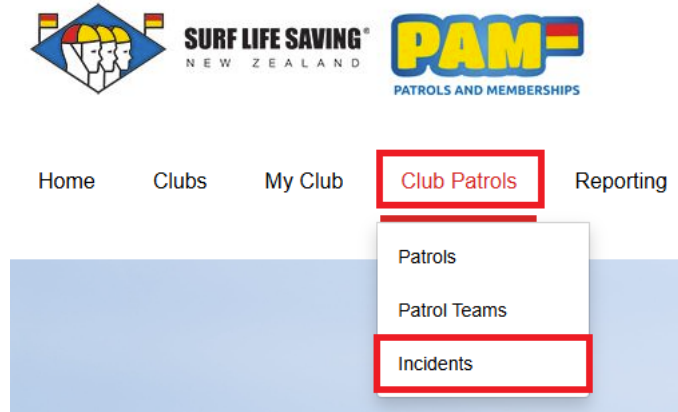 SURF LIFE SAVING®
NEW ZEALAND
PAM
PATROLS AND MEMBERSHIPS
Home Clubs My Club Club Patrols Reporting
Patrols
Patrol Teams
Incidents